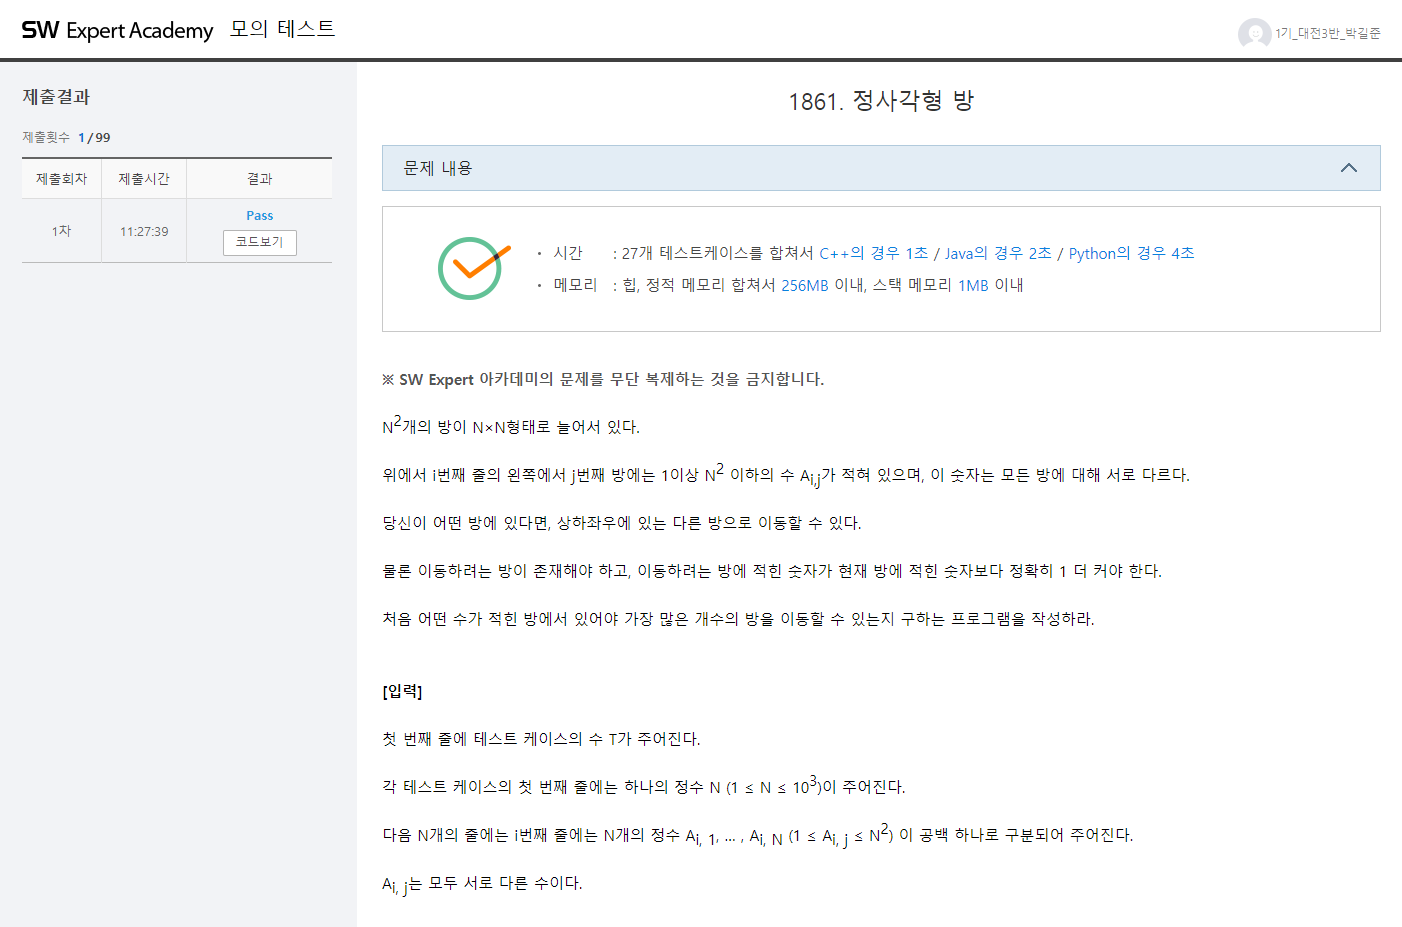 SW Expert Academy 모의 테스트
1기_대전3반_박길준
제출결과
제출횟수 1 / 99
제출회차 제출시간 결과
1차 11:27:39 Pass
코드보기
1861. 정사각형 방
문제 내용
· 시간 : 27개 테스트케이스를 합쳐서 C++의 경우 1초 / Java의 경우 2초 / Python의 경우 4초
· 메모리 : 힙, 정적 메모리 합쳐서 256MB 이내, 스택 메모리 1MB 이내
※ SW Expert 아카데미의 문제를 무단 복제하는 것을 금지합니다.
N²개의 방이 N×N형태로 늘어서 있다.
위에서 i번째 줄의 왼쪽에서 j번째 방에는 1이상 N² 이하의 수 Ai,j가 적혀 있으며, 이 숫자는 모든 방에 대해 서로 다르다.
당신이 어떤 방에 있다면, 상하좌우에 있는 다른 방으로 이동할 수 있다.
물론 이동하려는 방이 존재해야 하고, 이동하려는 방에 적힌 숫자가 현재 방에 적힌 숫자보다 정확히 1 더 커야 한다.
처음 어떤 수가 적힌 방에서 있어야 가장 많은 개수의 방을 이동할 수 있는지 구하는 프로그램을 작성하라.
[입력]
첫 번째 줄에 테스트 케이스의 수 T가 주어진다.
각 테스트 케이스의 첫 번째 줄에는 하나의 정수 N (1 ≤ N ≤ 10³)이 주어진다.
다음 N개의 줄에는 i번째 줄에는 N개의 정수 Ai, 1, … , Ai, N (1 ≤ Ai, j ≤ N²) 이 공백 하나로 구분되어 주어진다.
Ai, j는 모두 서로 다른 수이다.